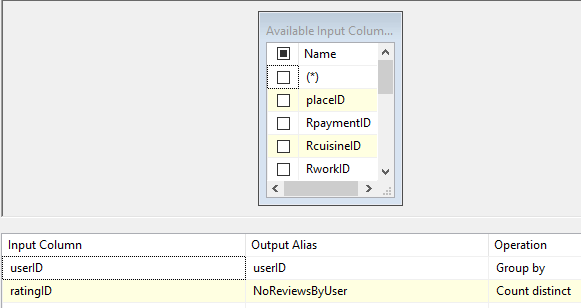 Available Input Colum...
Name
(*)
placeID
RpaymentID
RcuisineID
RworkID
Input Column Output Alias Operation
userID userID Group by
ratingID NoReviewsByUser Count distinct